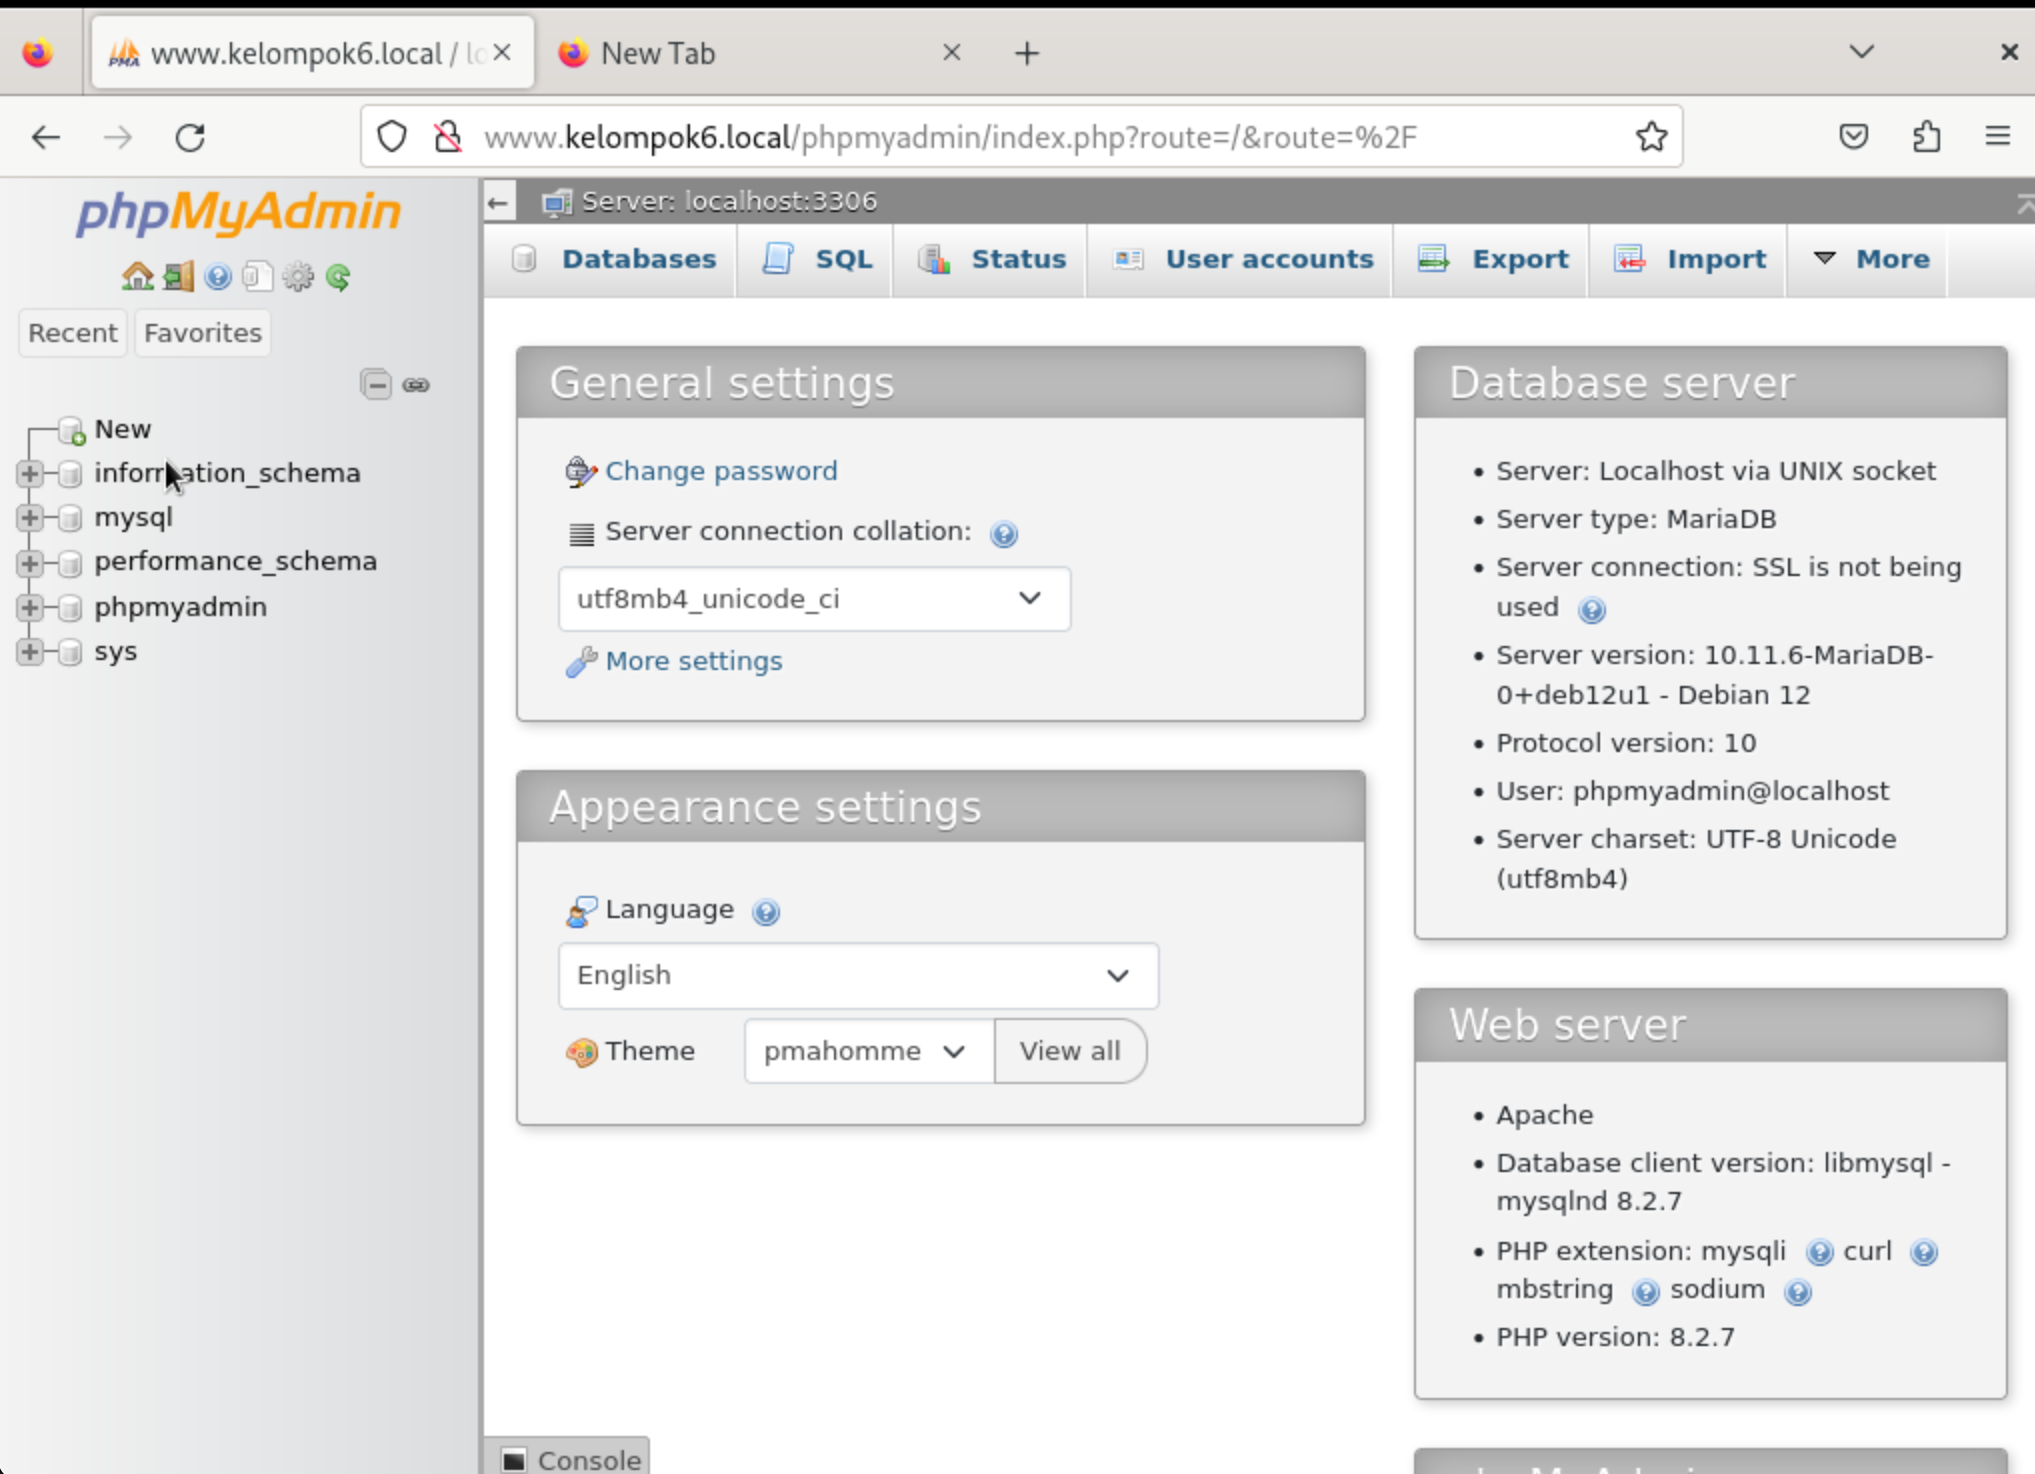 www.kelompok6.local / lo
New Tab
www.kelompok6.local/phpmyadmin/index.php?route=/&route=%2F
phpMyAdmin
Recent
Favorites
New
information_schema
mysql
performance_schema
phpmyadmin
sys
Server: localhost:3306
Databases
SQL
Status
User accounts
Export
Import
More
General settings
Change password
Server connection collation:
utf8mb4_unicode_ci
More settings
Appearance settings
Language
English
Theme
pmahomme
View all
Database server
Server: Localhost via UNIX socket
Server type: MariaDB
Server connection: SSL is not being
used
Server version: 10.11.6-MariaDB-
0+deb12u1 - Debian 12
Protocol version: 10
User: phpmyadmin@localhost
Server charset: UTF-8 Unicode
(utf8mb4)
Web server
Apache
Database client version: libmysql -
mysqlnd 8.2.7
PHP extension: mysqli curl
mbstring sodium
PHP version: 8.2.7
Console